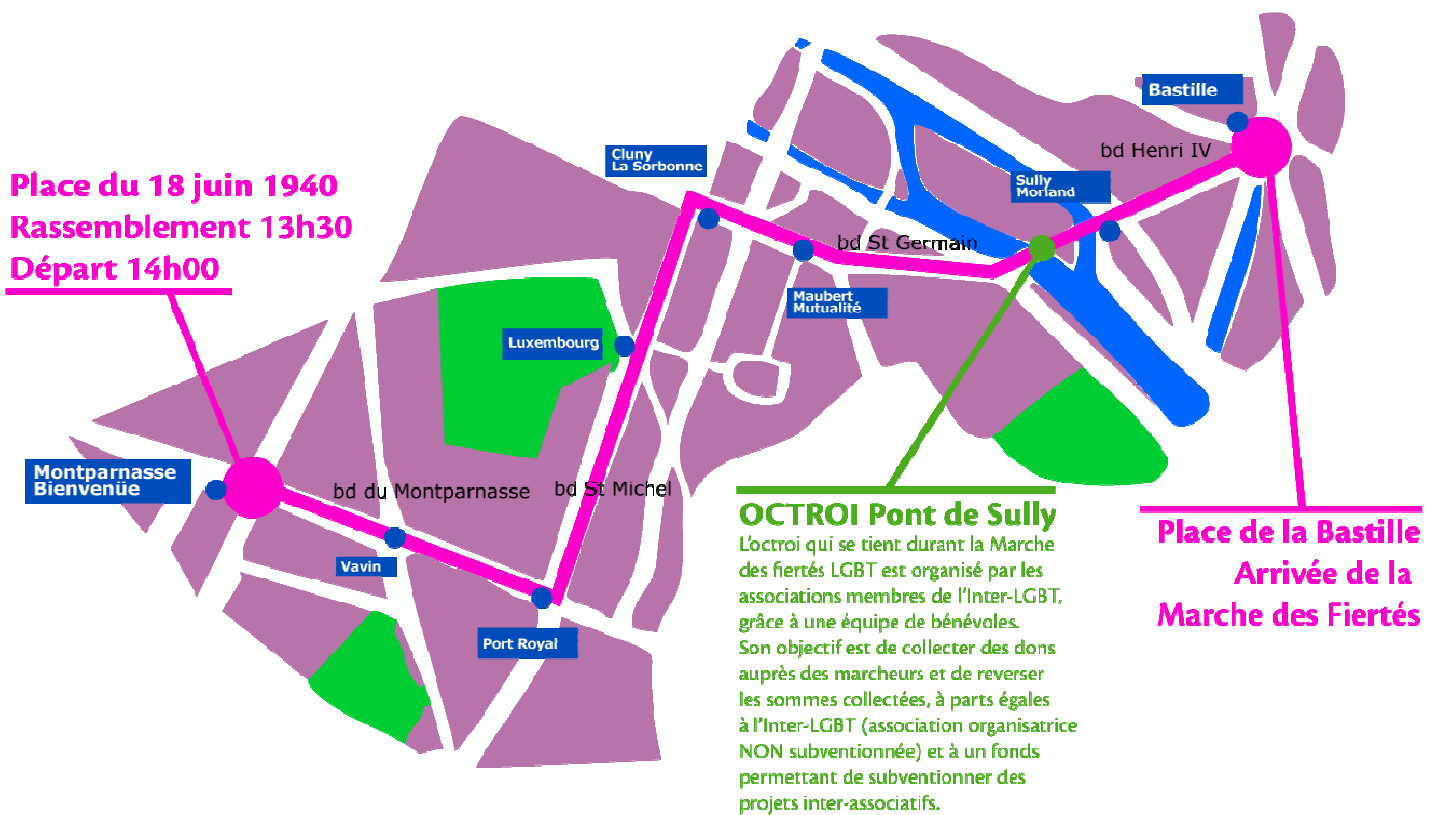 Place du 18 juin 1940
Rassemblement 13h30
Départ 14h00
Cluny
La Sorbonne
Bastille
bd Henri IV
Sully
Morland
bd St Germain
Maubert
Mutualité
Luxembourg
Montparnasse
Bienvenüe
bd du Montparnasse
bd St Michel
Vavin
Port Royal
OCTROI Pont de Sully
L'octroi qui se tient durant la Marche
des fiertés LGBT est organisé par les
associations membres de l'Inter-LGBT,
grâce à une équipe de bénévoles.
Son objectif est de collecter des dons
auprès des marcheurs et de reverser
les sommes collectées, à parts égales
à l'Inter-LGBT (association organisatrice
NON subventionnée) et à un fonds
permettant de subventionner des
projets inter-associatifs.
Place de la Bastille
Arrivée de la
Marche des Fiertés